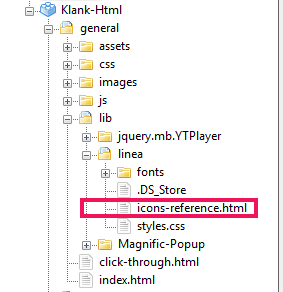 Klank-Html
general
assets
css
images
js
lib
jquery.mb.YTPlayer
linea
fonts
.DS_Store
icons-reference.html
styles.css
Magnific-Popup
click-through.html
index.html